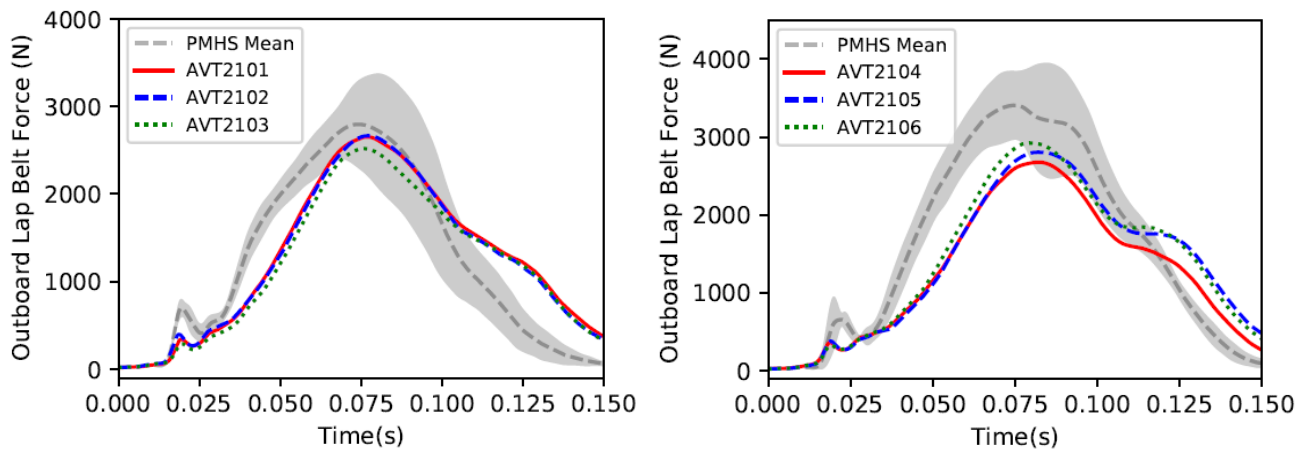 Outboard Lap Belt Force (N)
4000
3000
2000
1000
0
PMHS Mean
AVT2101
AVT2102
AVT2103
0.000 0.025 0.050 0.075 0.100 0.125 0.150
Time(s)
Outboard Lap Belt Force (N)
4000
3000
2000
1000
0
PMHS Mean
AVT2104
AVT2105
AVT2106
0.000 0.025 0.050 0.075 0.100 0.125 0.150
Time(s)